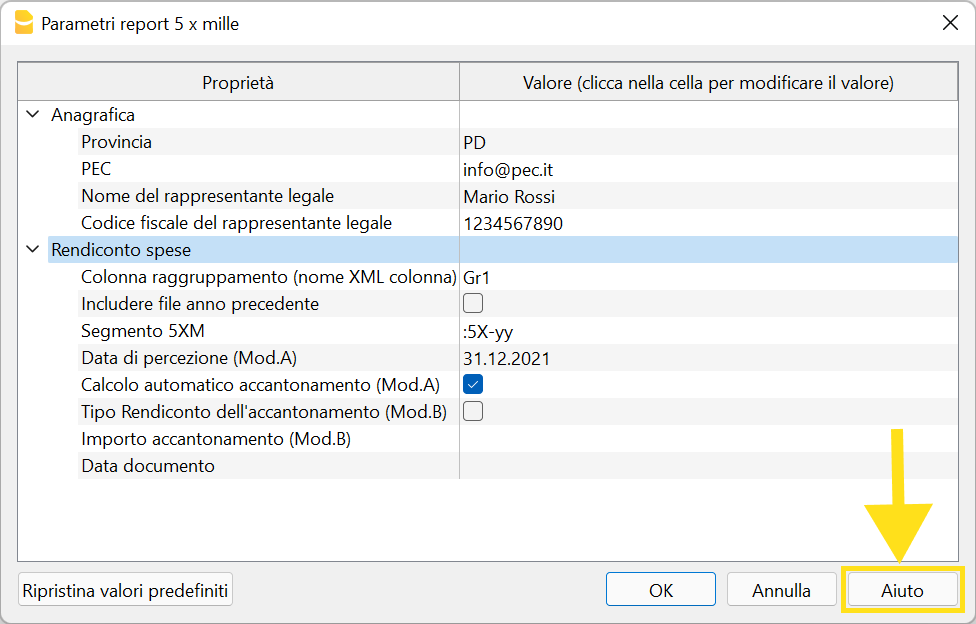 Parametri report 5 x mille
Proprietà Valore (clicca nella cella per modificare il valore)
Anagrafica
Provincia PD
PEC info@pec.it
Nome del rappresentante legale Mario Rossi
Codice fiscale del rappresentante legale 1234567890
Rendiconto spese
Colonna raggruppamento (nome XML colonna) Gr1
Includere file anno precedente
Segmento 5XM :5X-yy
Data di percezione (Mod.A) 31.12.2021
Calcolo automatico accantonamento (Mod.A)
Tipo Rendiconto dell'accantonamento (Mod.B)
Importo accantonamento (Mod.B)
Data documento
Ripristina valori predefiniti OK Annulla Aiuto